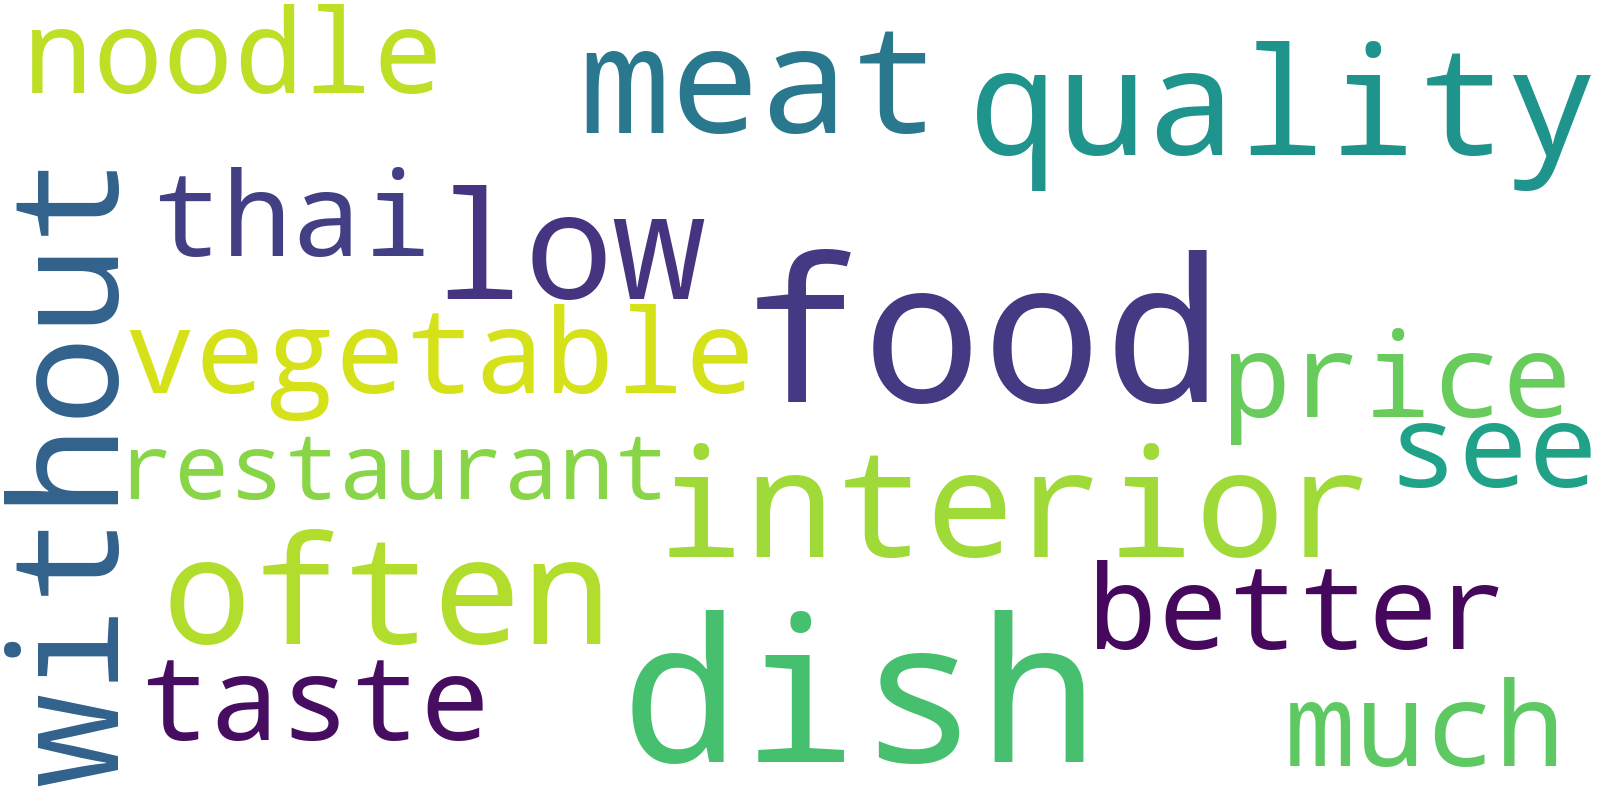 noodle
meat
quality
without
thai
low
food
vegetable
price
see
restaurant
interior
often
better
dish
taste
much